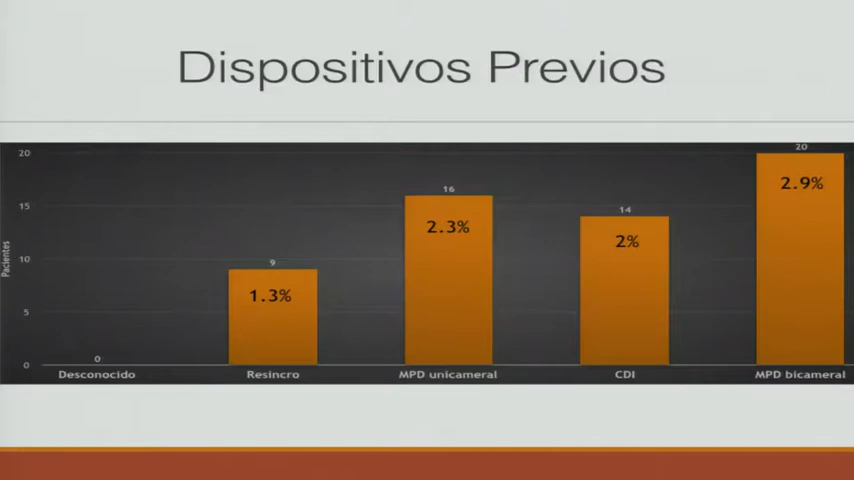 Dispositivos Previos
20
15
10
5
0
Pacientes
0
9
16
14
20
1.3%
2.3%
2%
2.9%
Desconocido
Resincro
MPD unicameral
CDI
MPD bicameral